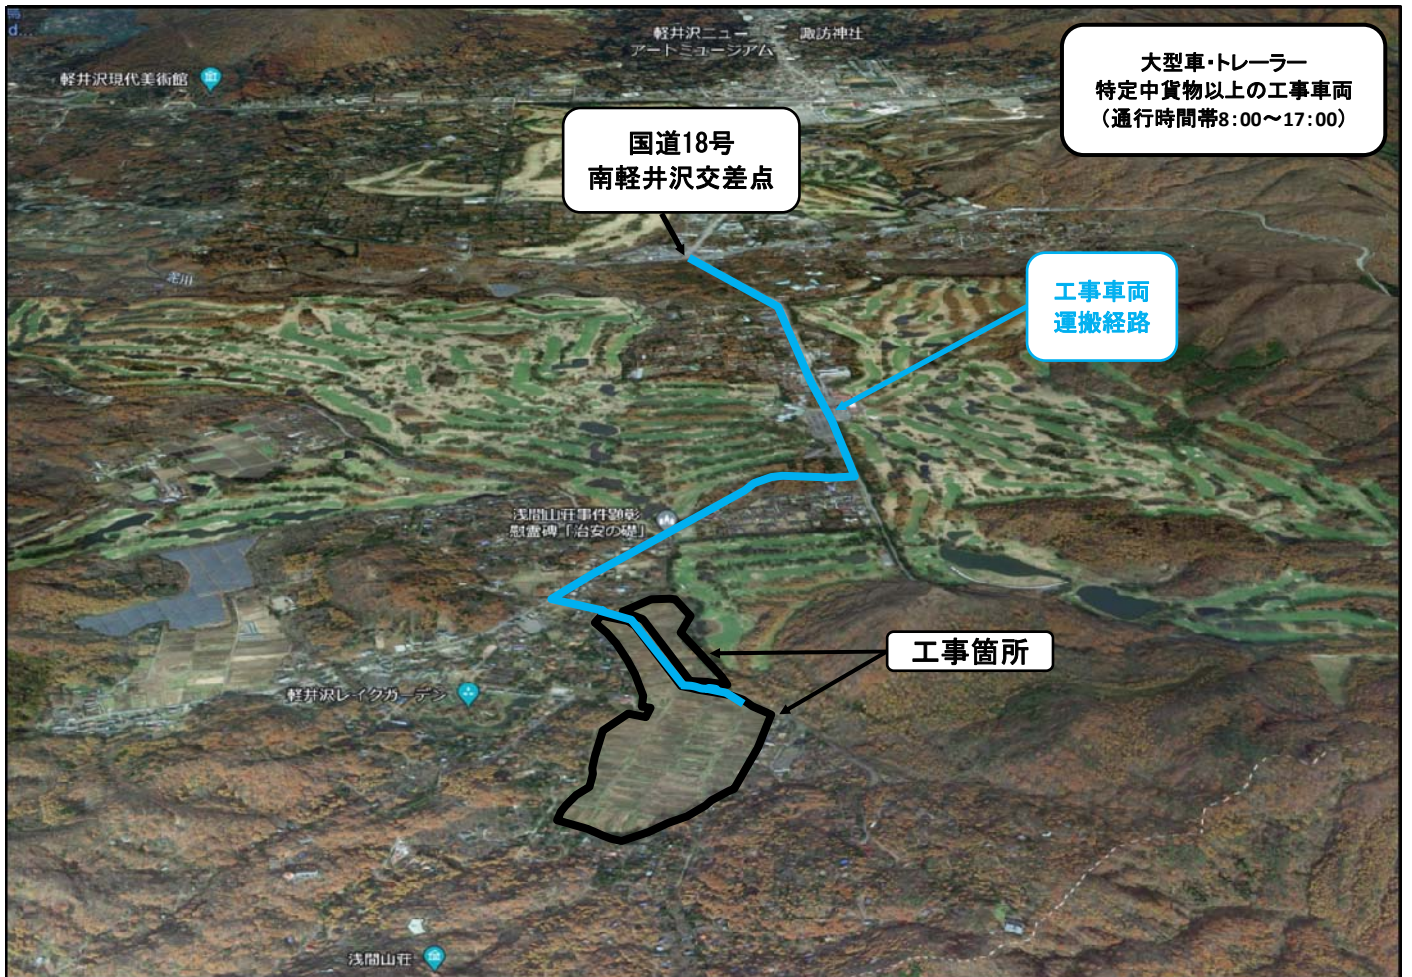 軽井沢ニュー
アートミュージアム
諏訪神社
軽井沢現代美術館
大型車・トレーラー
特定中貨物以上の工事車両
（通行時間帯8:00～17:00）
国道18号
南軽井沢交差点
泥川
工事車両
運搬経路
浅間山荘事件顕彰
慰霊碑「治安の礎」
工事箇所
軽井沢レイクガーデン
浅間山荘